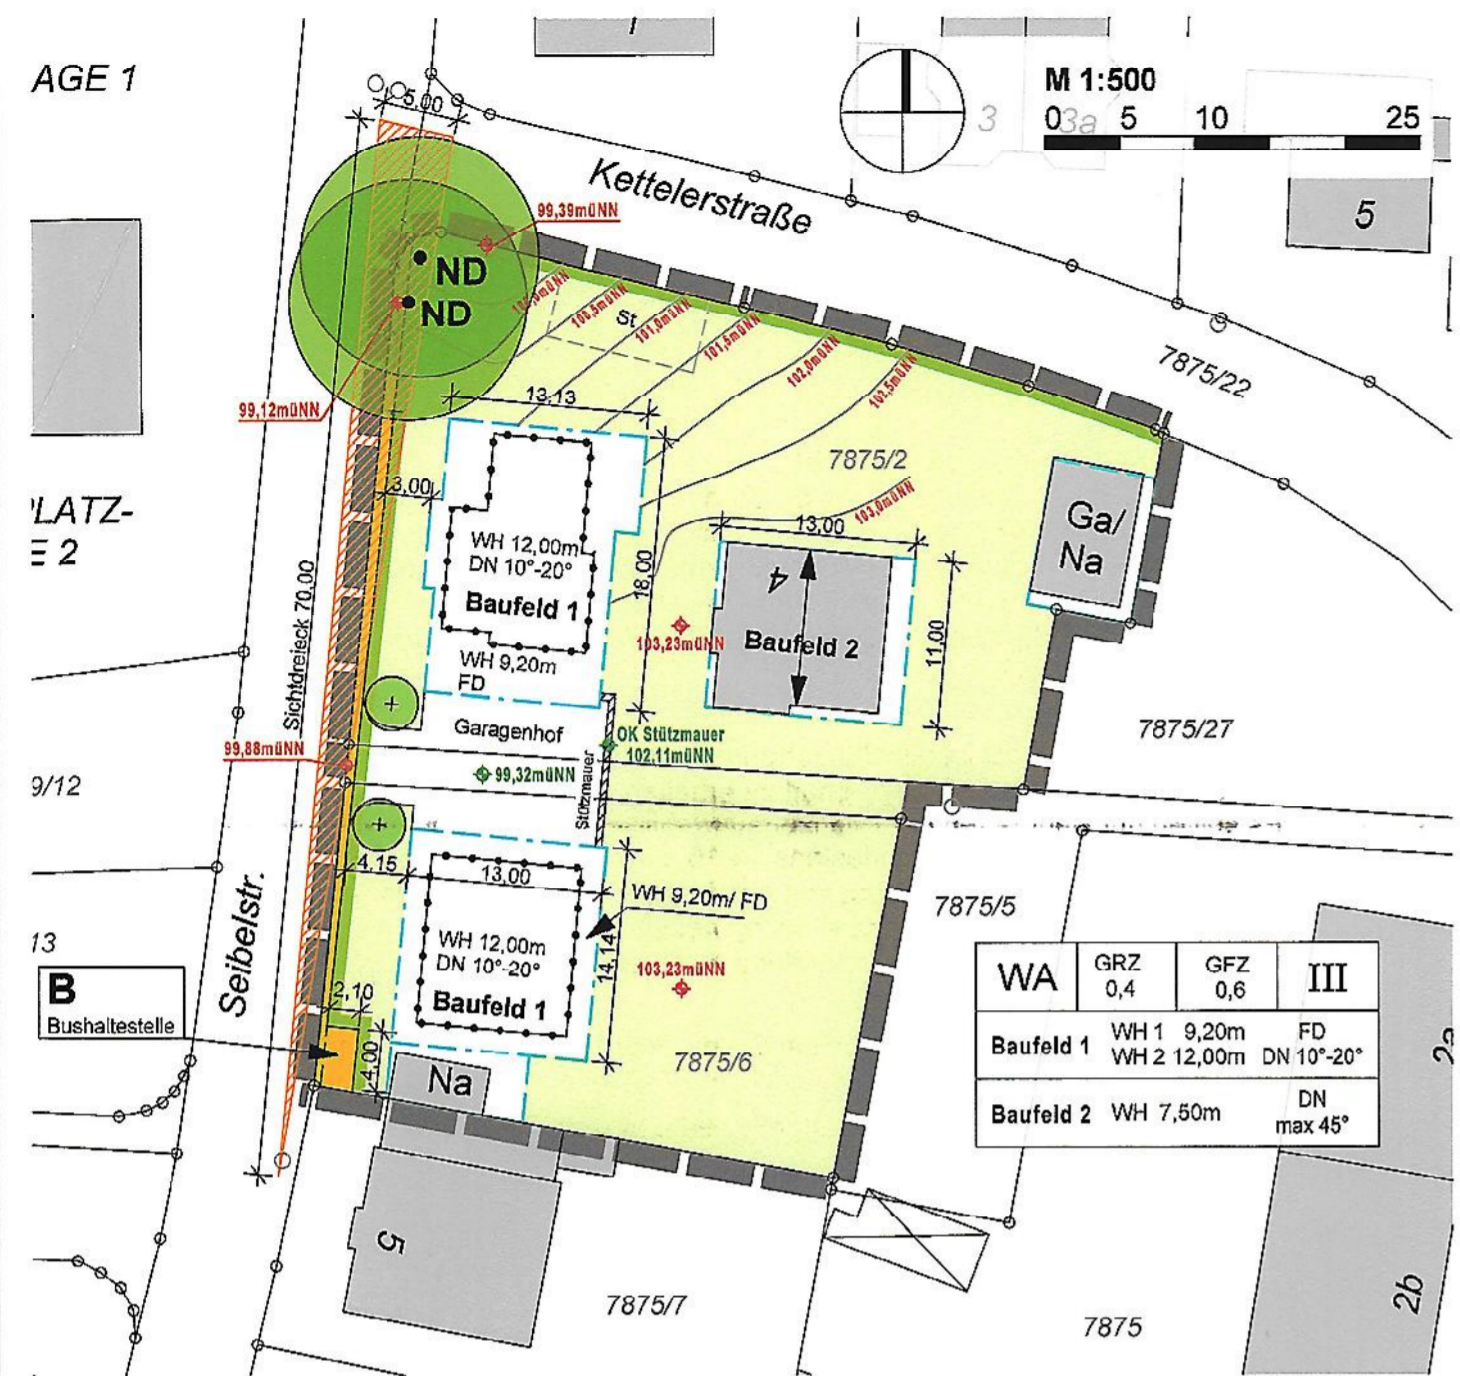 AGE 1
5,00
3
3a
M 1:500
0 5 10 25
5
Kettelerstraße
99,39müNN
ND
ND
100,5müNN
101,0müNN
101,5müNN
102,0müNN
102,5müNN
St
7875/22
99,12müNN
13,13
7875/2
103,0müNN
3,00
LATZ-
E 2
WH 12,00m
DN 10°-20°
Baufeld 1
18,00
13,00
4
Baufeld 2
11,00
Ga/
Na
103,23müNN
Sichtdreieck 70,00
WH 9,20m
FD
Garagenhof
OK Stützmauer
102,11müNN
7875/27
99,88müNN
99,32müNN
Stützmauer
9/12
4,15
13,00
WH 9,20m/ FD
7875/5
WH 12,00m
DN 10°-20°
Baufeld 1
14,14
103,23müNN
13
Seibelstr.
B
Bushaltestelle
2,10
4,00
Na
7875/6
WA GRZ 0,4 GFZ 0,6 III
Baufeld 1 WH 1 9,20m FD
WH 2 12,00m DN 10°-20°
Baufeld 2 WH 7,50m DN
max 45°
2a
5
7875/7
7875
2b